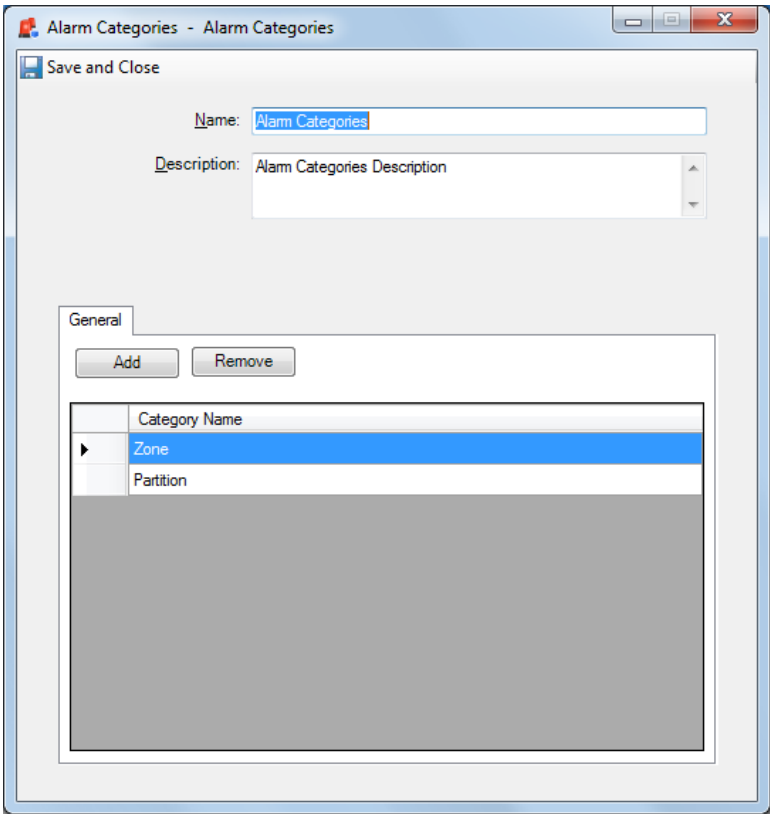 Alarm Categories - Alarm Categories
Save and Close
Name: Alarm Categories
Description: Alarm Categories Description
General
Add Remove
Category Name
Zone
Partition